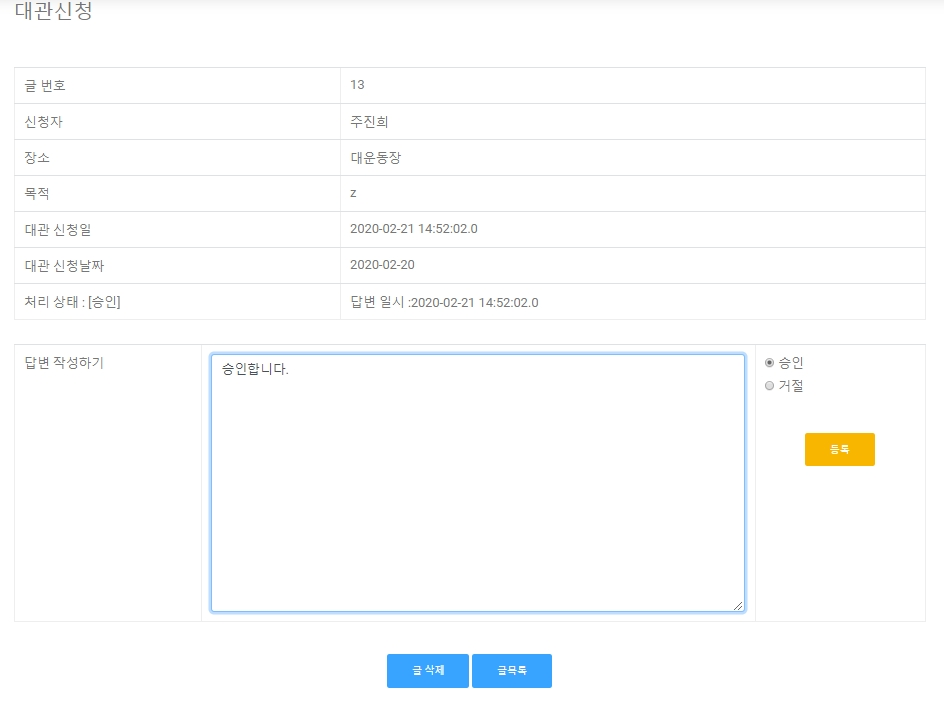 대관신청
글 번호 13
신청자 주진희
장소 대운동장
목적 z
대관 신청일 2020-02-21 14:52:02.0
대관 신청날짜 2020-02-20
처리 상태 : [승인] 답변 일시 :2020-02-21 14:52:02.0
답변 작성하기 승인합니다. 승인
거절
등록
글 삭제 글목록